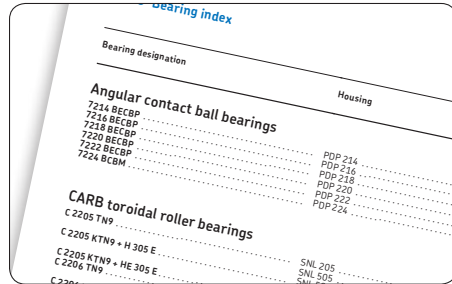 Bearing index
Bearing designation Housing
Angular contact ball bearings
7214 BECBP PDP 214
7216 BECBP PDP 216
7218 BECBP PDP 218
7220 BECBP PDP 220
7222 BECBP PDP 222
7224 BCBM PDP 224
CARB toroidal roller bearings
C 2205 TN9 SNL 205
C 2205 KTN9 + H 305 E SNL 505
C 2205 KTN9 + HE 305 E
C 2206 TN9